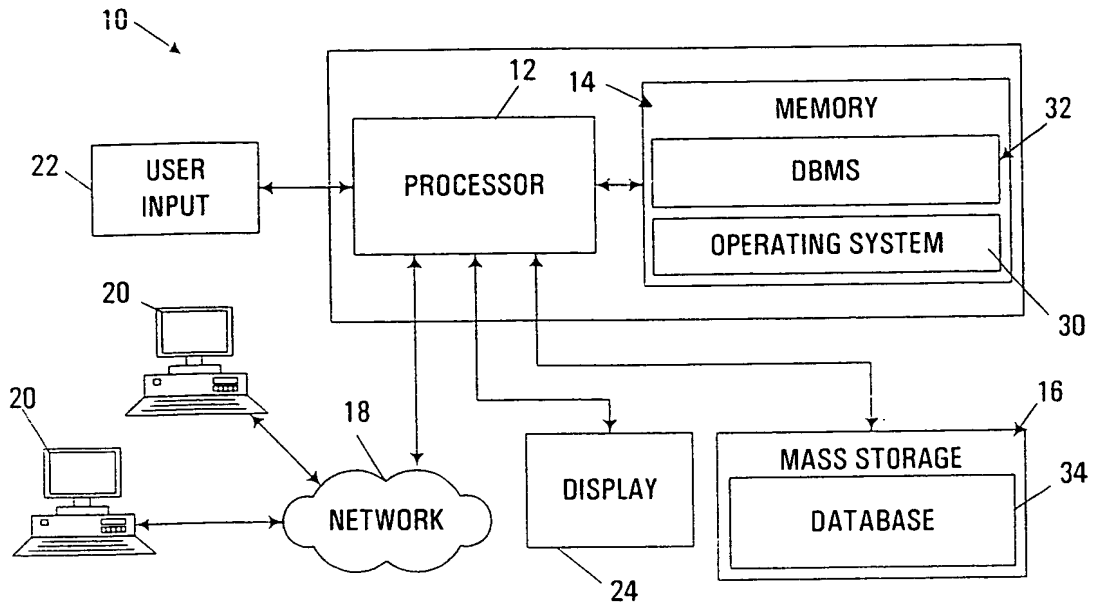 10
12
14
MEMORY
32
22
USER
INPUT
PROCESSOR
DBMS
OPERATING SYSTEM
20
30
20
18
16
MASS STORAGE
DISPLAY
34
NETWORK
DATABASE
24